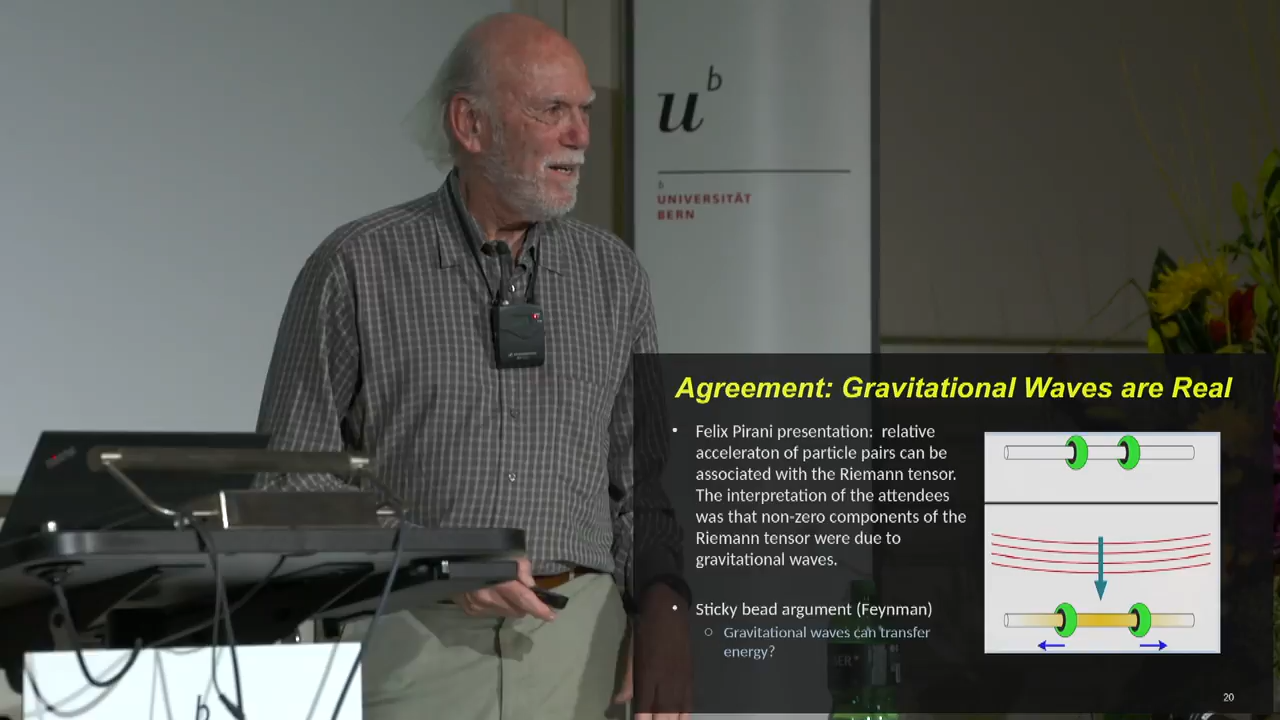 u
b
b
UNIVERSITÄT
BERN
Agreement: Gravitational Waves are Real
• Felix Pirani presentation: relative
acceleraton of particle pairs can be
associated with the Riemann tensor.
The interpretation of the attendees
was that non-zero components of the
Riemann tensor were due to
gravitational waves.
• Sticky bead argument (Feynman)
○ Gravitational waves can transfer
energy?
20
b